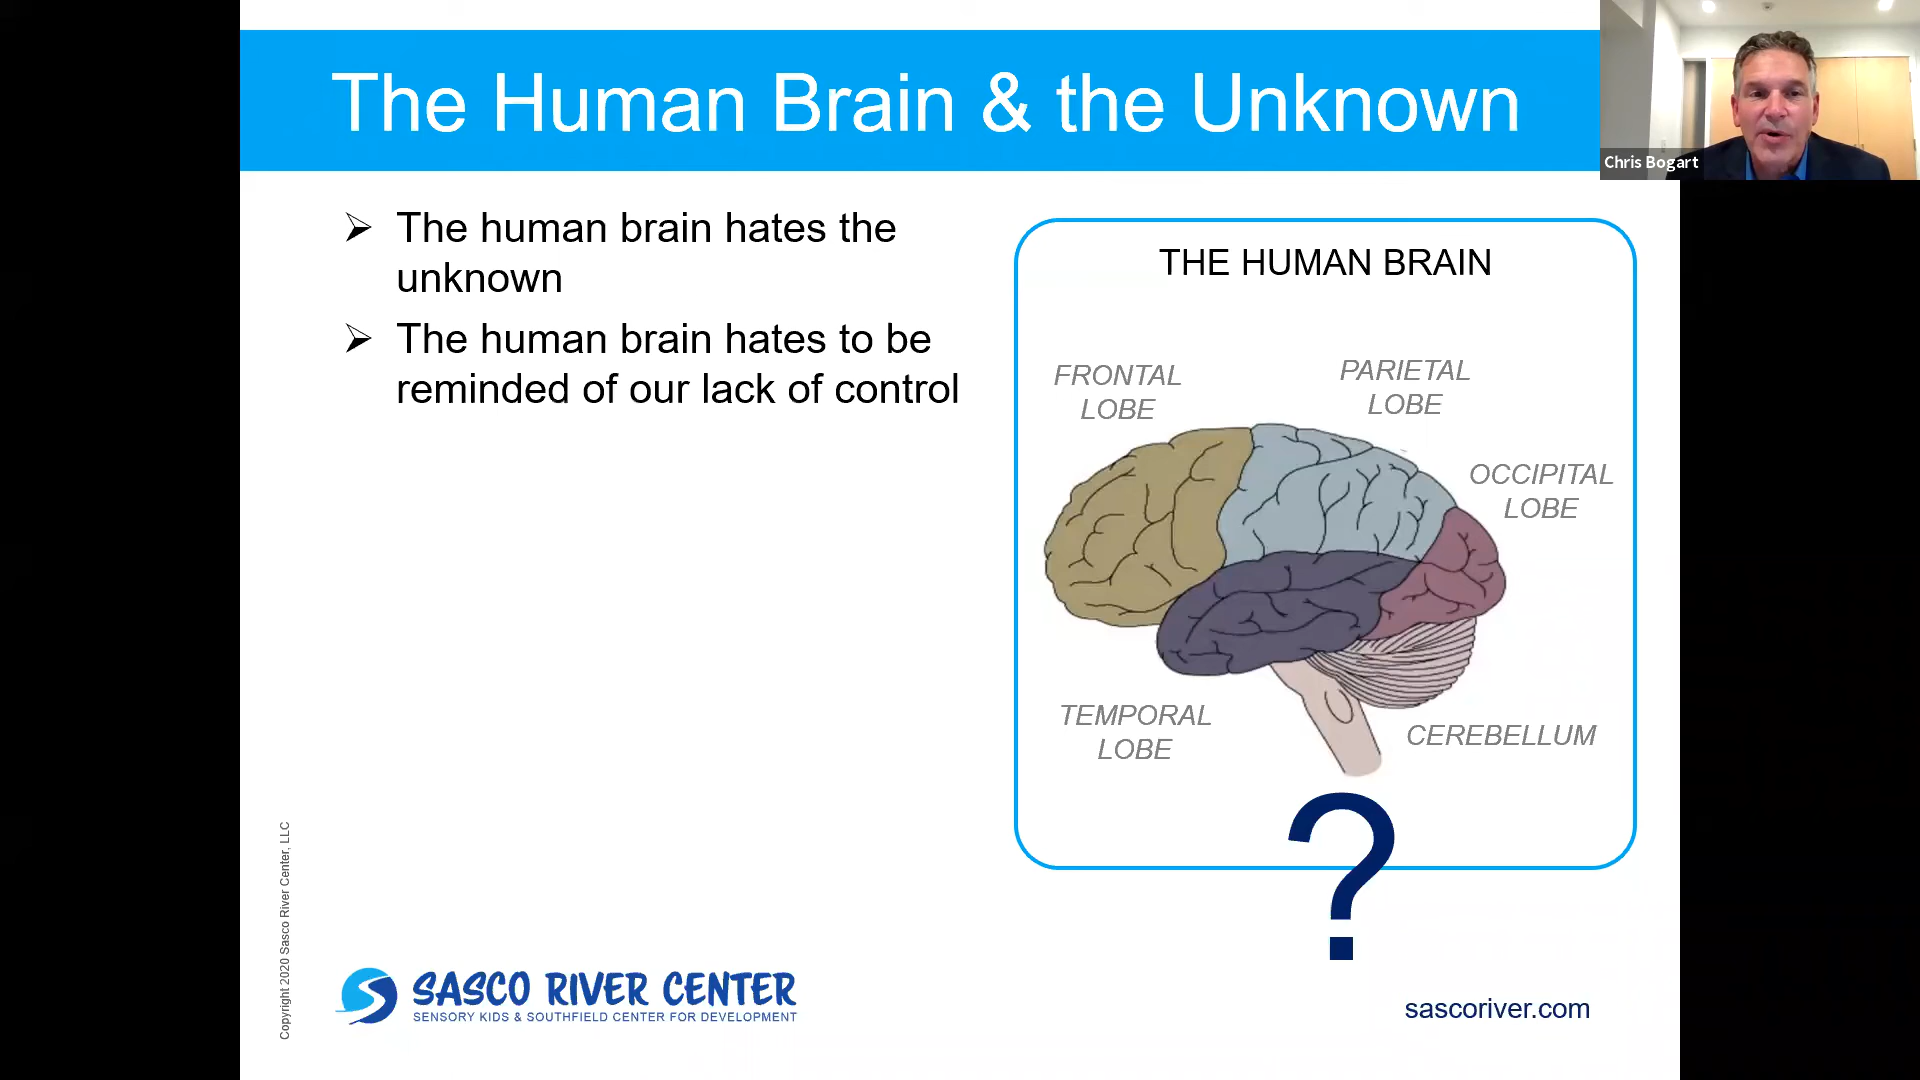 The Human Brain & the Unknown
Chris Bogart
➢ The human brain hates the
unknown
➢ The human brain hates to be
reminded of our lack of control
THE HUMAN BRAIN
FRONTAL
LOBE
PARIETAL
LOBE
OCCIPITAL
LOBE
TEMPORAL
LOBE
CEREBELLUM
?
Copyright 2020 Sasco River Center, LLC
SASCO RIVER CENTER
SENSORY KIDS & SOUTHFIELD CENTER FOR DEVELOPMENT
sascoriver.com